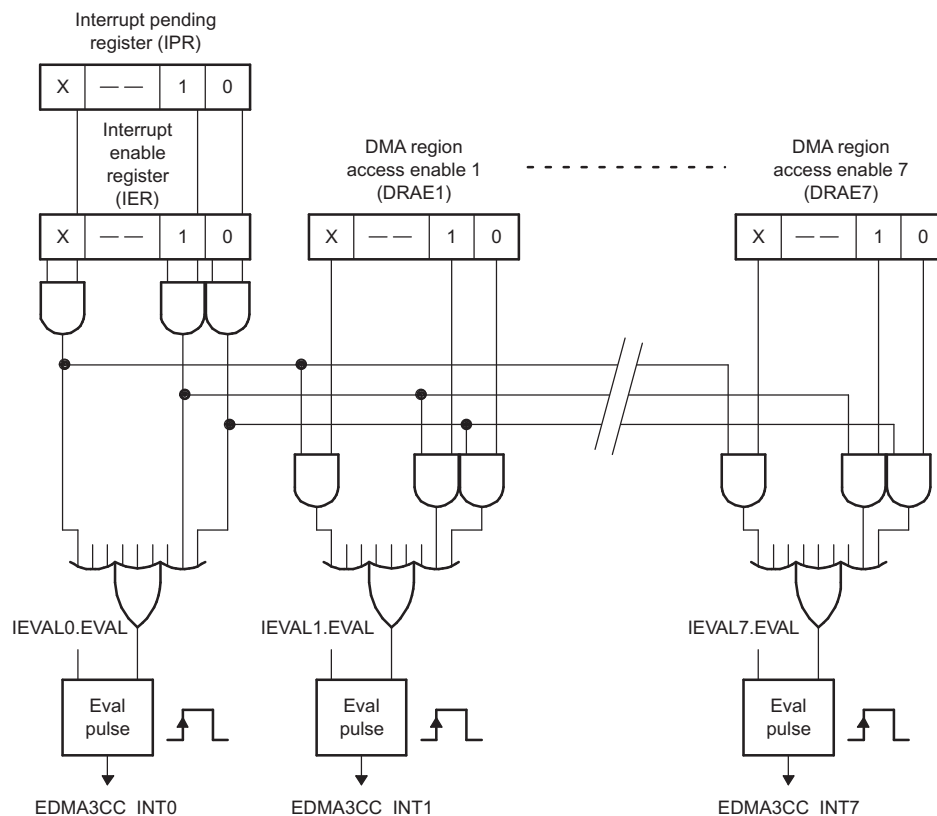 Interrupt pending
register (IPR)
X — — 1 0
Interrupt
enable
register
(IER)
DMA region
access enable 1
(DRAE1)
DMA region
access enable 7
(DRAE7)
X — — 1 0
X — — 1 0
X — — 1 0
IEVAL0.EVAL
IEVAL1.EVAL
IEVAL7.EVAL
Eval
pulse
Eval
pulse
Eval
pulse
EDMA3CC_INT0
EDMA3CC_INT1
EDMA3CC_INT7